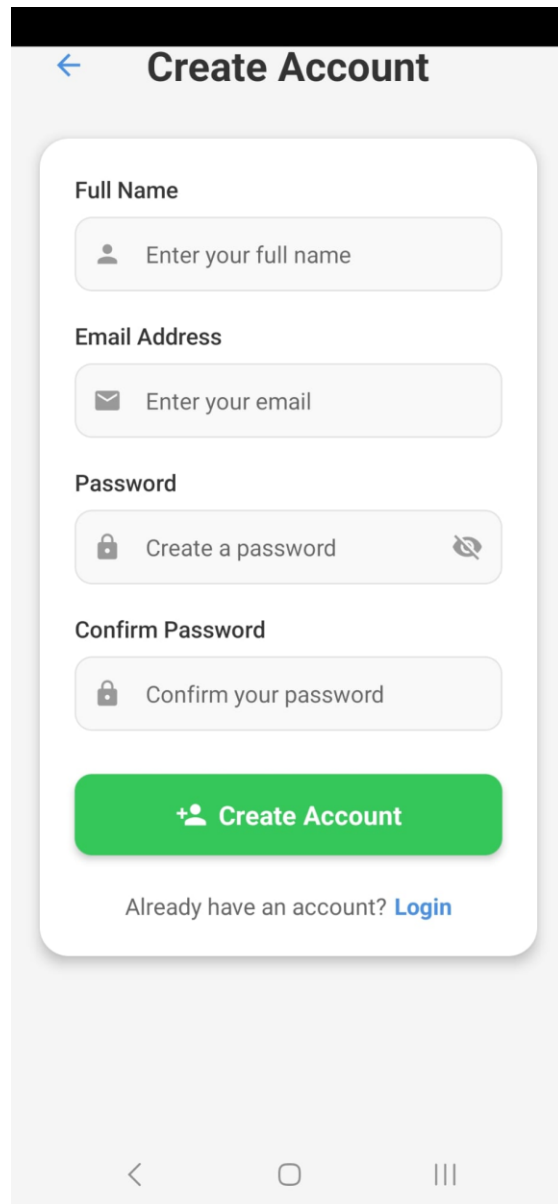 Create Account
Full Name
Enter your full name
Email Address
Enter your email
Password
Create a password
Confirm Password
Confirm your password
Create Account
Already have an account? Login